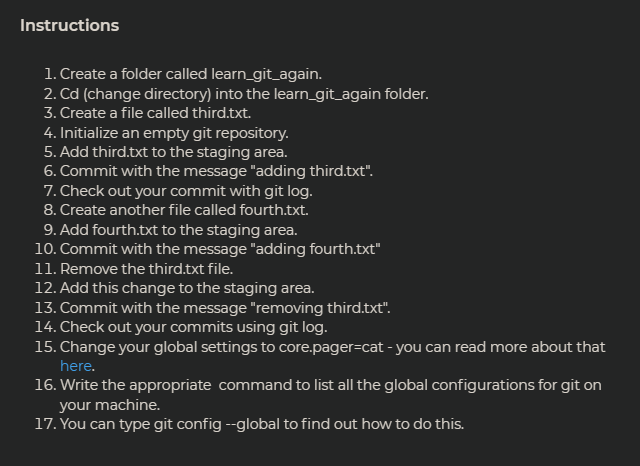 Instructions
1. Create a folder called learn_git_again.
2. Cd (change directory) into the learn_git_again folder.
3. Create a file called third.txt.
4. Initialize an empty git repository.
5. Add third.txt to the staging area.
6. Commit with the message "adding third.txt".
7. Check out your commit with git log.
8. Create another file called fourth.txt.
9. Add fourth.txt to the staging area.
10. Commit with the message "adding fourth.txt"
11. Remove the third.txt file.
12. Add this change to the staging area.
13. Commit with the message "removing third.txt".
14. Check out your commits using git log.
15. Change your global settings to core.pager=cat - you can read more about that
here.
16. Write the appropriate  command to list all the global configurations for git on
your machine.
17. You can type git config --global to find out how to do this.